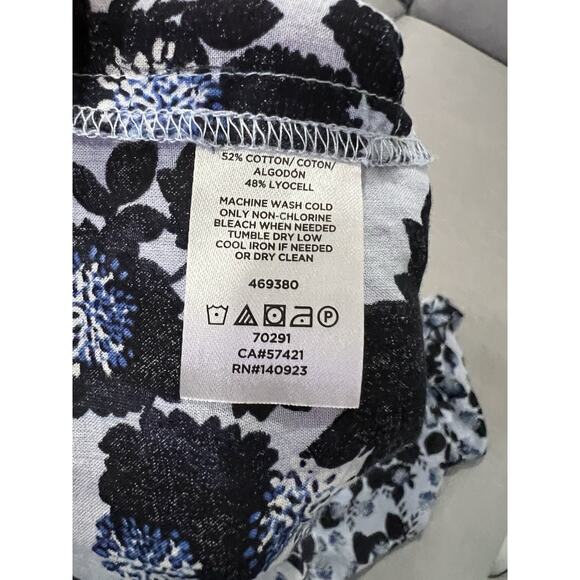 52% COTTON/ COTON/
ALGODÓN
48% LYOCELL
MACHINE WASH COLD
ONLY NON-CHLORINE
BLEACH WHEN NEEDED
TUMBLE DRY LOW
COOL IRON IF NEEDED
OR DRY CLEAN
469380
P
70291
CA#57421
RN#140923